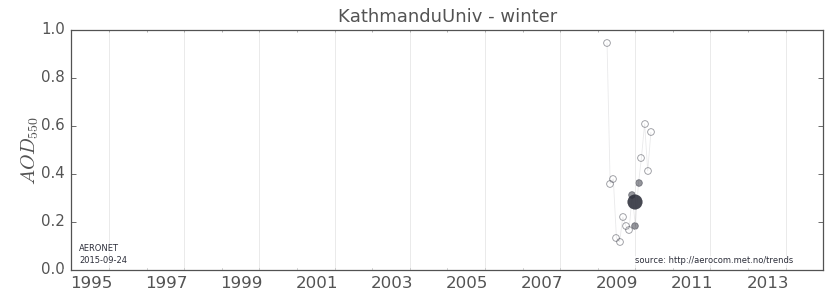 KathmanduUniv - winter
1.0
0.8
0.6
0.4
0.2
0.0
AOD550
AERONET
2015-09-24
source: http://aerocom.met.no/trends
1995 1997 1999 2001 2003 2005 2007 2009 2011 2013